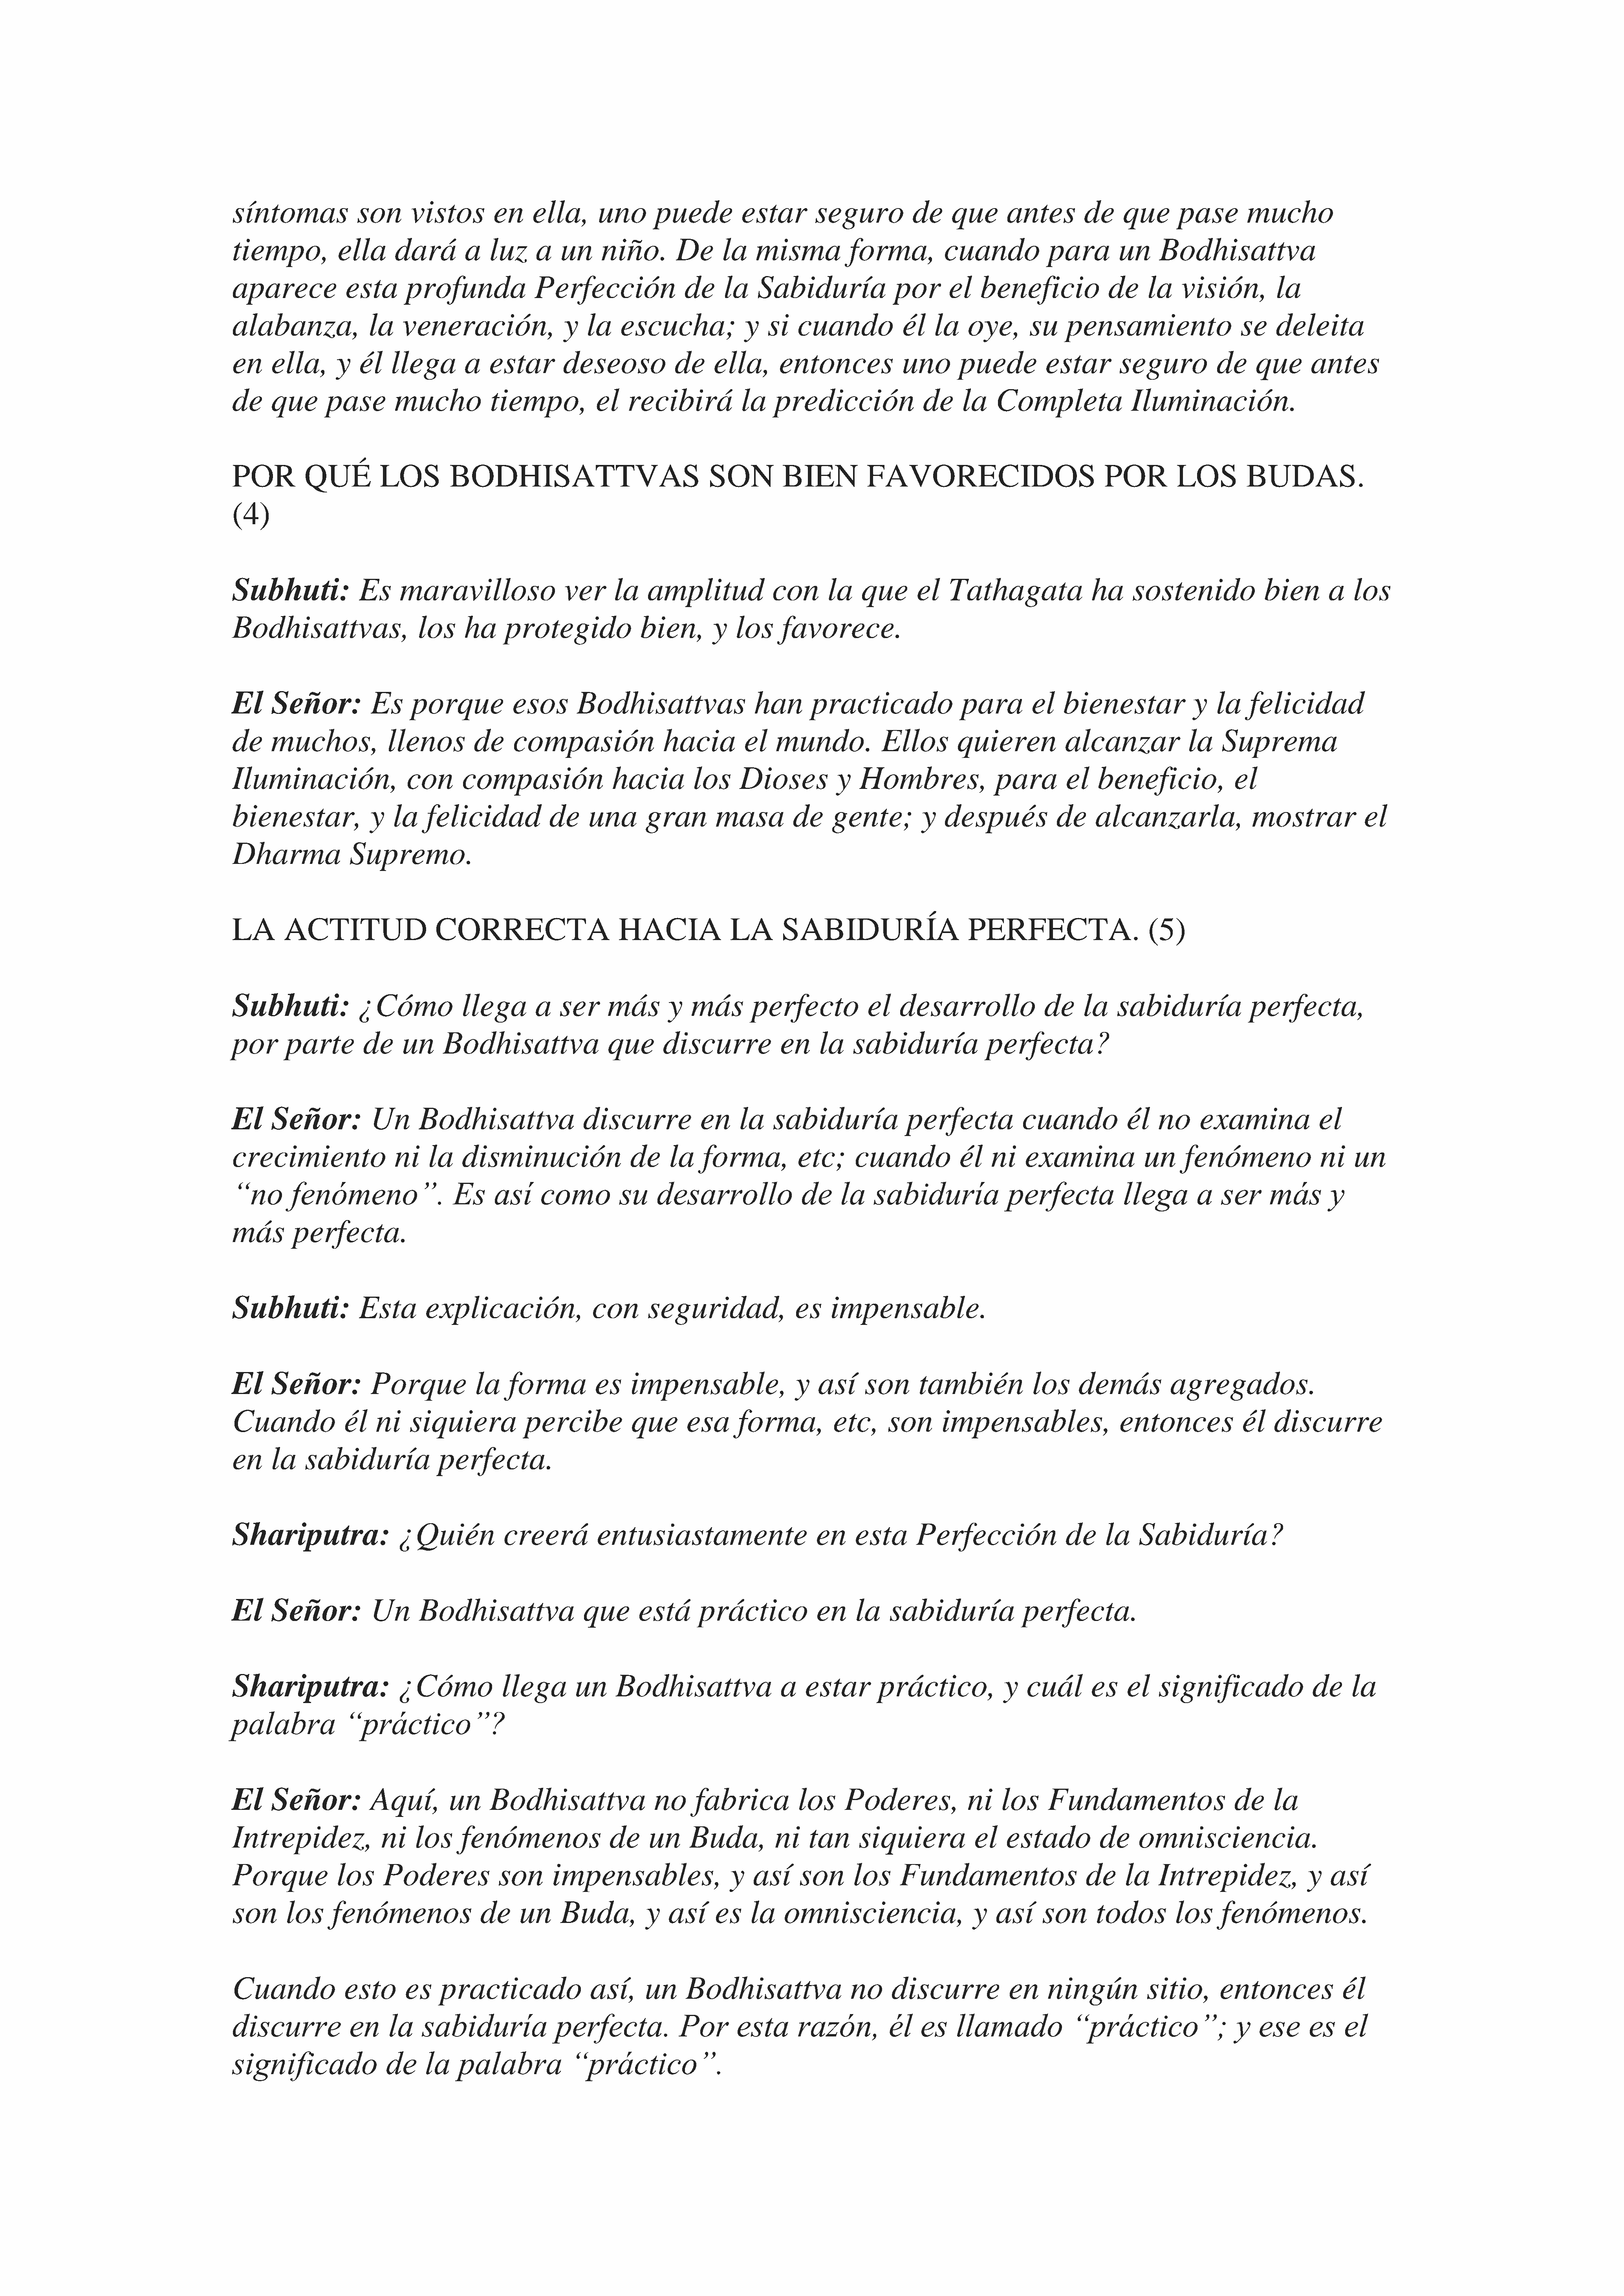 síntomas son vistos en ella, uno puede estar seguro de que antes de que pase mucho
tiempo, ella dará a luz a un niño. De la misma forma, cuando para un Bodhisattva
aparece esta profunda Perfección de la Sabiduría por el beneficio de la visión, la
alabanza, la veneración, y la escucha; y si cuando él la oye, su pensamiento se deleita
en ella, y él llega a estar deseoso de ella, entonces uno puede estar seguro de que antes
de que pase mucho tiempo, el recibirá la predicción de la Completa Iluminación.
POR QUÉ LOS BODHISATTVAS SON BIEN FAVORECIDOS POR LOS BUDAS.
(4)
Subhuti: Es maravilloso ver la amplitud con la que el Tathagata ha sostenido bien a los
Bodhisattvas, los ha protegido bien, y los favorece.
El Señor: Es porque esos Bodhisattvas han practicado para el bienestar y la felicidad
de muchos, llenos de compasión hacia el mundo. Ellos quieren alcanzar la Suprema
Iluminación, con compasión hacia los Dioses y Hombres, para el beneficio, el
bienestar, y la felicidad de una gran masa de gente; y después de alcanzarla, mostrar el
Dharma Supremo.
LA ACTITUD CORRECTA HACIA LA SABIDURÍA PERFECTA. (5)
Subhuti: ¿Cómo llega a ser más y más perfecto el desarrollo de la sabiduría perfecta,
por parte de un Bodhisattva que discurre en la sabiduría perfecta?
El Señor: Un Bodhisattva discurre en la sabiduría perfecta cuando él no examina el
crecimiento ni la disminución de la forma, etc; cuando él ni examina un fenómeno ni un
“no fenómeno”. Es así como su desarrollo de la sabiduría perfecta llega a ser más y
más perfecta.
Subhuti: Esta explicación, con seguridad, es impensable.
El Señor: Porque la forma es impensable, y así son también los demás agregados.
Cuando él ni siquiera percibe que esa forma, etc, son impensables, entonces él discurre
en la sabiduría perfecta.
Shariputra: ¿Quién creerá entusiastamente en esta Perfección de la Sabiduría?
El Señor: Un Bodhisattva que está práctico en la sabiduría perfecta.
Shariputra: ¿Cómo llega un Bodhisattva a estar práctico, y cuál es el significado de la
palabra “práctico”?
El Señor: Aquí, un Bodhisattva no fabrica los Poderes, ni los Fundamentos de la
Intrepidez, ni los fenómenos de un Buda, ni tan siquiera el estado de omnisciencia.
Porque los Poderes son impensables, y así son los Fundamentos de la Intrepidez, y así
son los fenómenos de un Buda, y así es la omnisciencia, y así son todos los fenómenos.
Cuando esto es practicado así, un Bodhisattva no discurre en ningún sitio, entonces él
discurre en la sabiduría perfecta. Por esta razón, él es llamado “práctico”; y ese es el
significado de la palabra “práctico”.